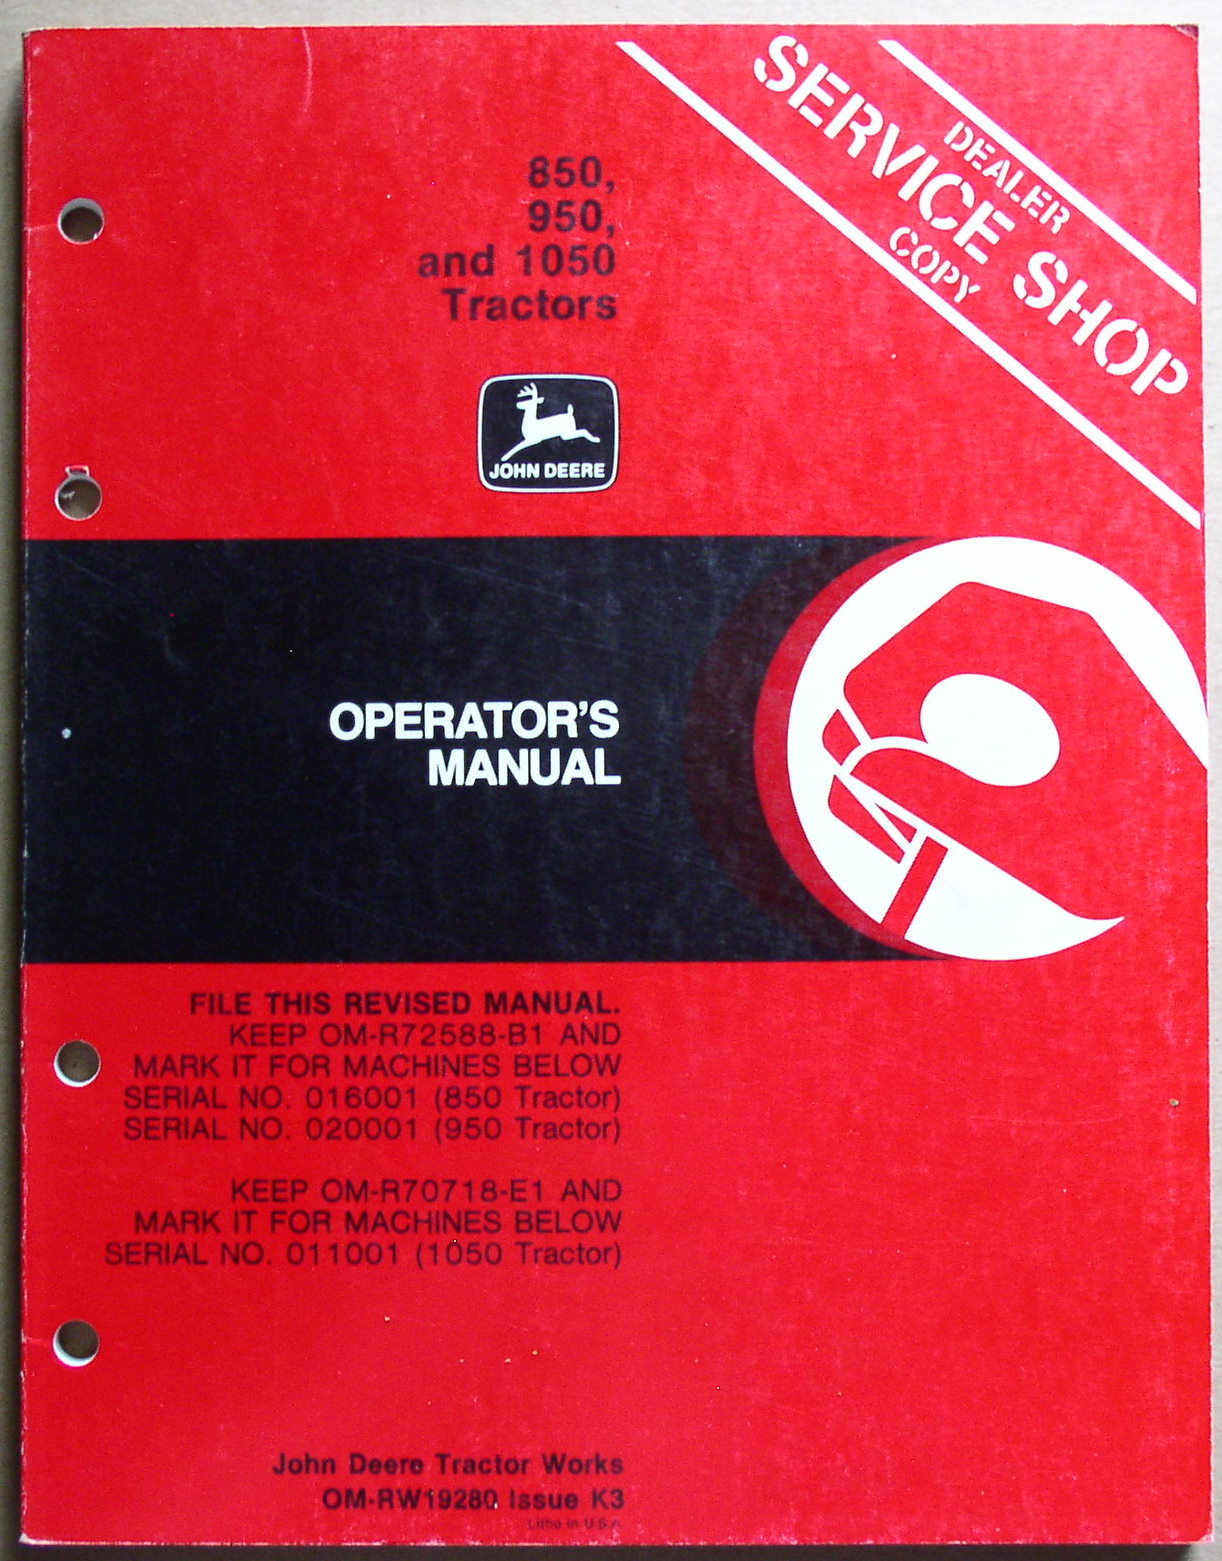 DEALER
SERVICE SHOP
COPY
850,
950,
and 1050
Tractors
JOHN DEERE
OPERATOR'S
MANUAL
FILE THIS REVISED MANUAL.
KEEP OM-R72588-B1 AND
MARK IT FOR MACHINES BELOW
SERIAL NO. 016001 (850 Tractor)
SERIAL NO. 020001 (950 Tractor)
KEEP OM-R70718-E1 AND
MARK IT FOR MACHINES BELOW
SERIAL NO. 011001 (1050 Tractor)
John Deere Tractor Works
OM-RW19280 Issue K3
Litho in U.S.A.